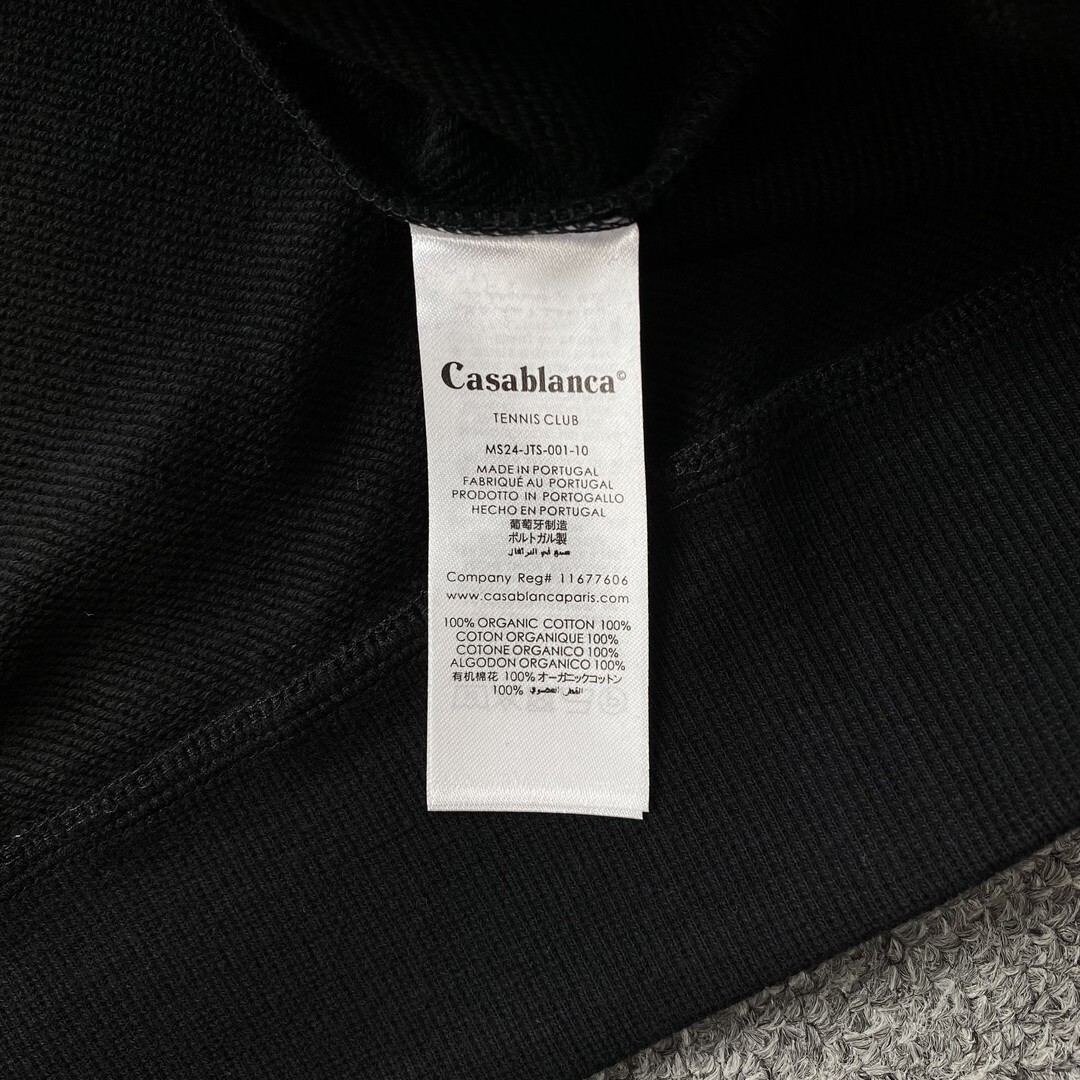 Casablanca©
TENNIS CLUB
MS24-JTS-001-10
MADE IN PORTUGAL
FABRIQUÉ AU PORTUGAL
PRODOTTO IN PORTOGALLO
HECHO EN PORTUGAL
葡萄牙制造
ポルトガル製
صنع في البرتغال
Company Reg# 11677606
www.casablancaparis.com
100% ORGANIC COTTON 100%
COTON ORGANIQUE 100%
COTONE ORGANICO 100%
ALGODON ORGANICO 100%
有机棉花 100% オーガニックコットン
100% القطن العضوي